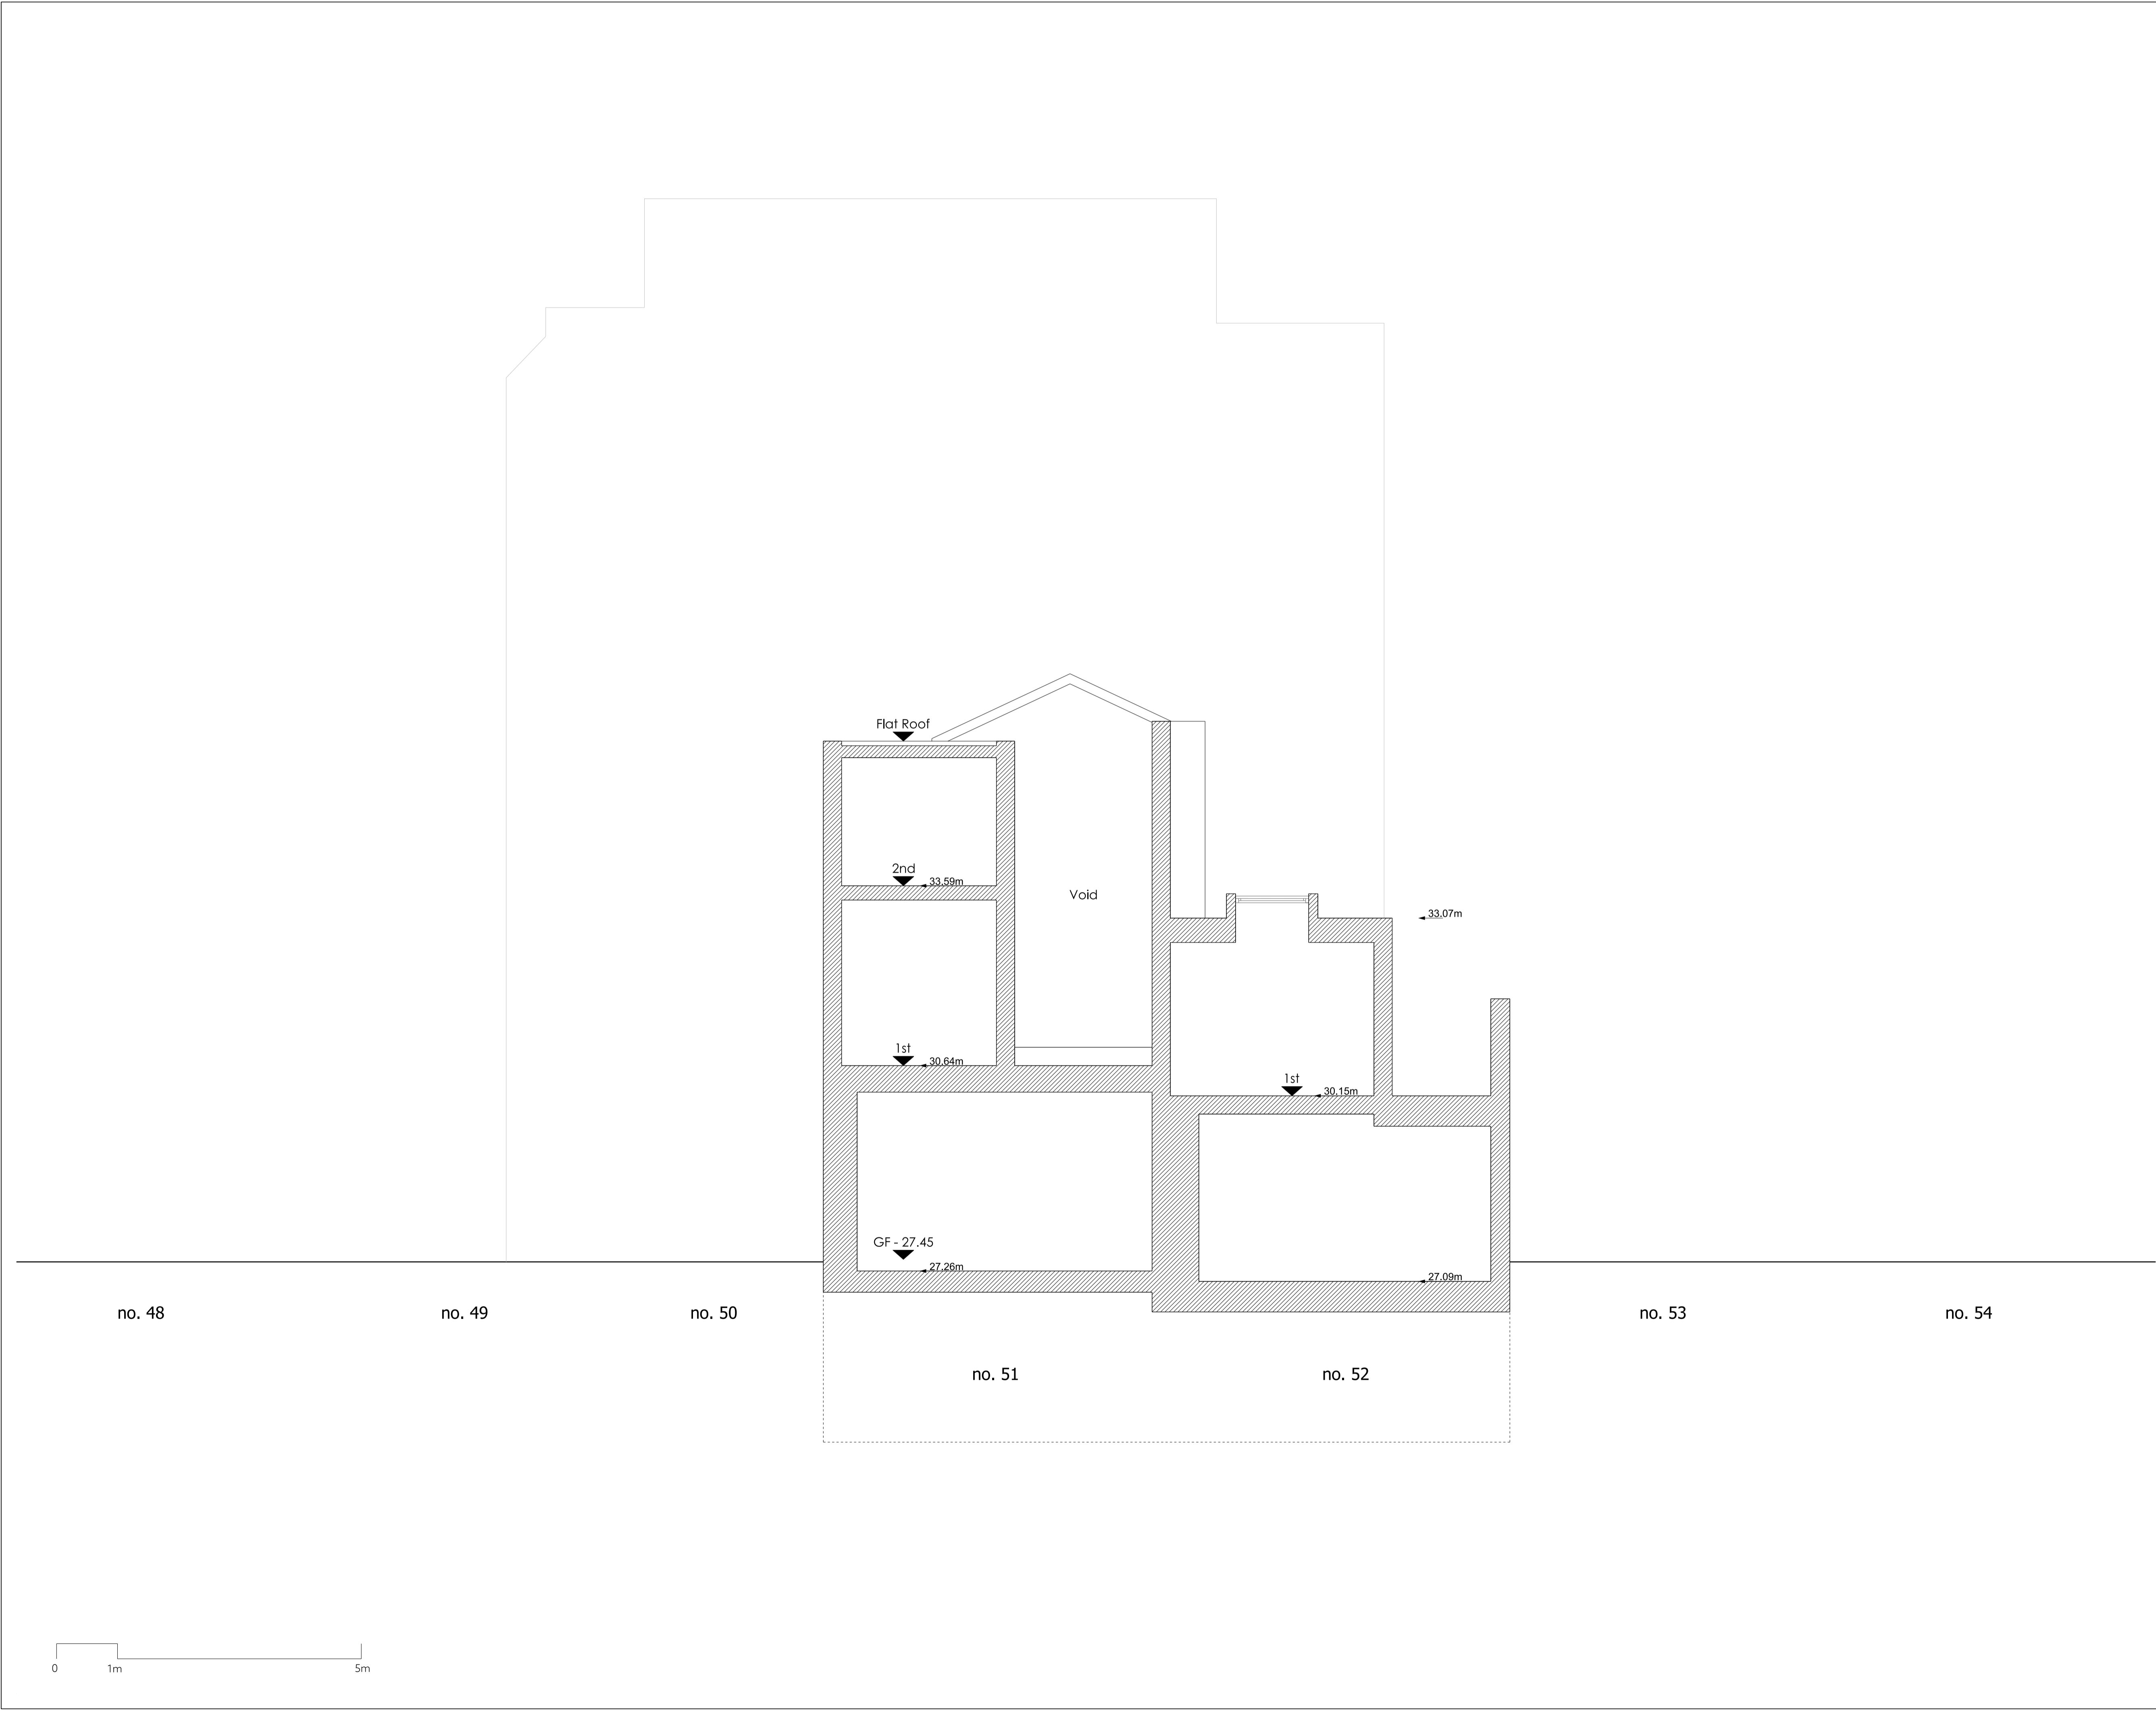 Flat Roof
2nd
33.59m
Void
33.07m
1st
30.64m
1st
30.15m
GF - 27.45
27.26m
27.09m
no. 48
no. 49
no. 50
no. 53
no. 54
no. 51
no. 52
0
1m
5m